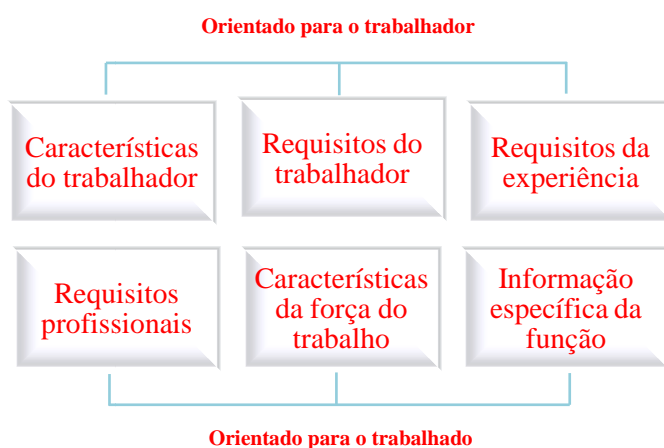 Orientado para o trabalhador
Características
do trabalhador
Requisitos do
trabalhador
Requisitos da
experiência
Requisitos
profissionais
Características
da força do
trabalho
Informação
específica da
função
Orientado para o trabalhado